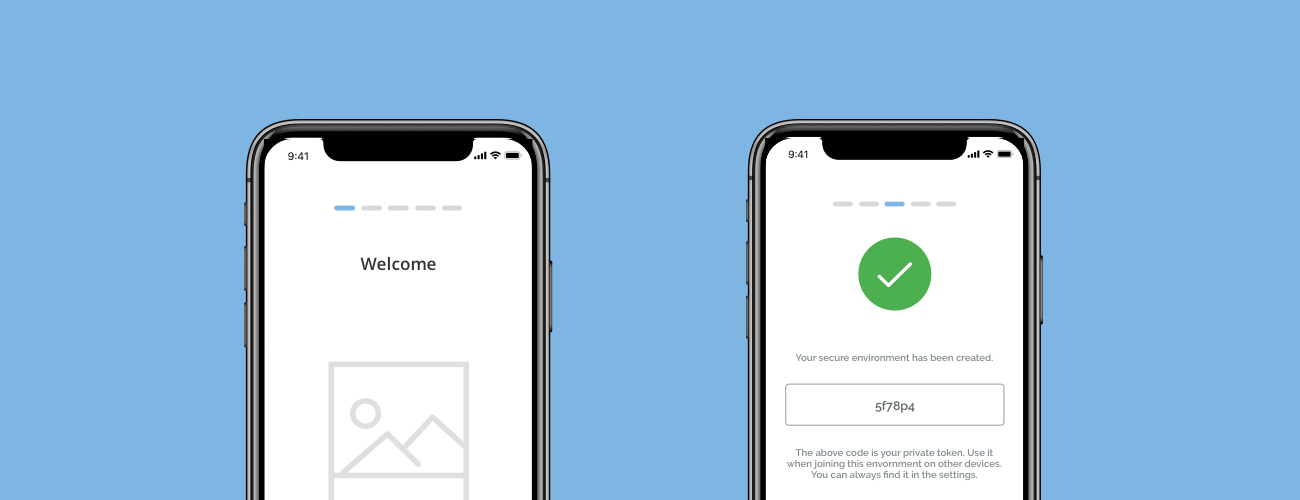 9:41
Welcome
9:41
Your secure environment has been created.
5f78p4
The above code is your private token. Use it
when joining this envornment on other devices.
You can always find it in the settings.